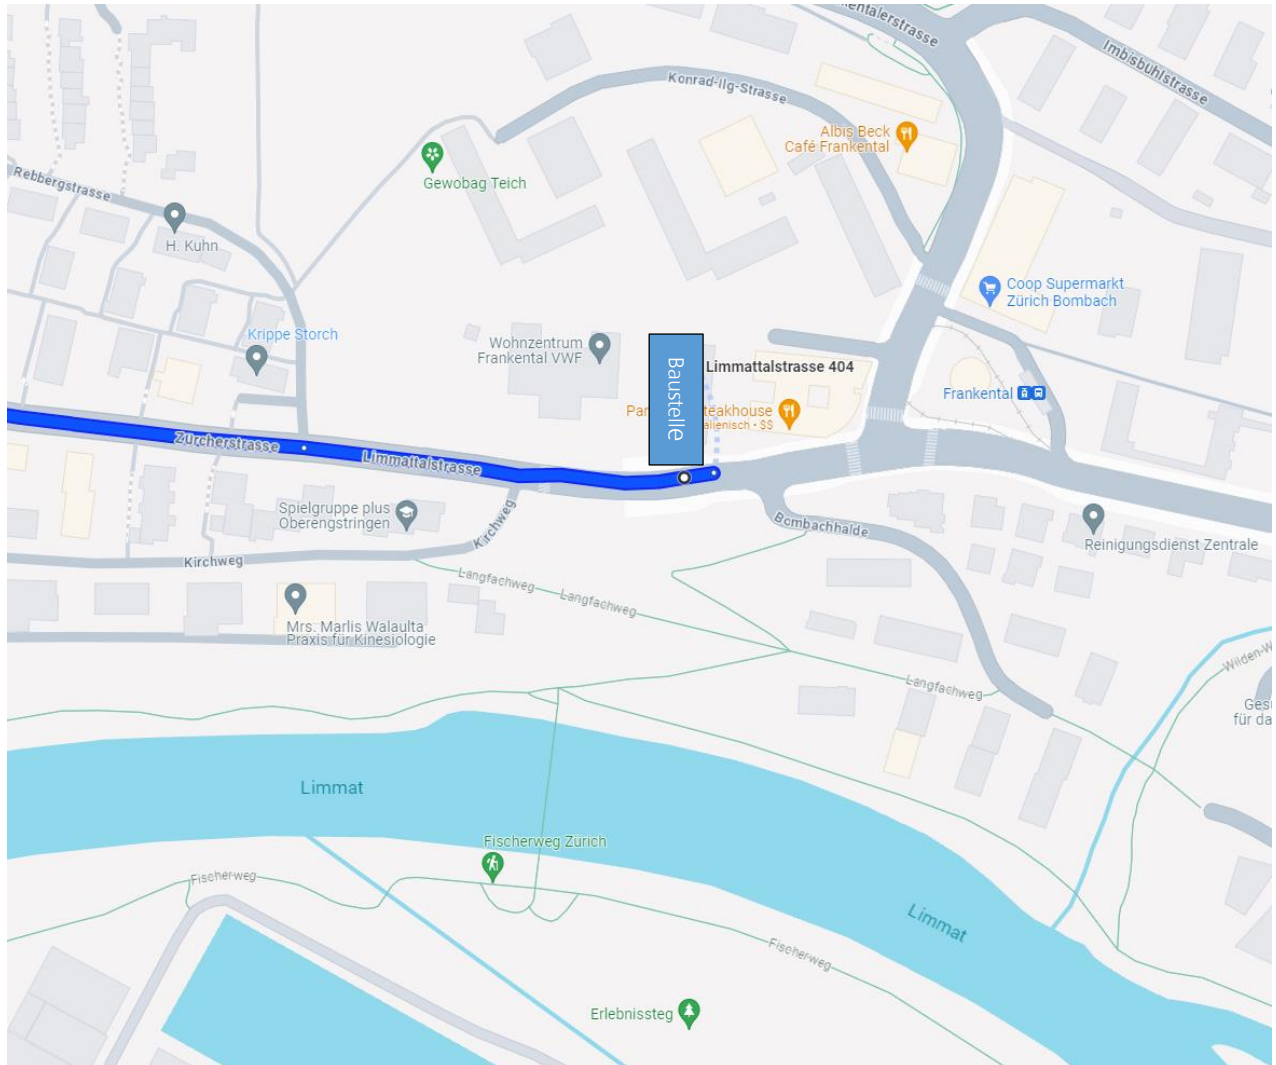 Konrad-Ilg-Strasse
Imbisbühlstrasse
Albis Beck
Café Frankental
Gewobag Teich
Rebbergstrasse
H. Kuhn
Coop Supermarkt
Zürich Bombach
Krippe Storch
Wohnzentrum
Frankental VWF
Baustelle
Limmattalstrasse 404
Frankental
Zürcherstrasse
Limmattalstrasse
Spielgruppe plus
Oberengstringen
Kirchweg
Bombachhalde
Reinigungsdienst Zentrale
Kirchweg
Langfachweg
Langfachweg
Mrs. Marlis Walaulta
Praxis für Kinesiologie
Langfachweg
Limmat
Fischerweg Zürich
Fischerweg
Limmat
Fischerweg
Erlebnissteg